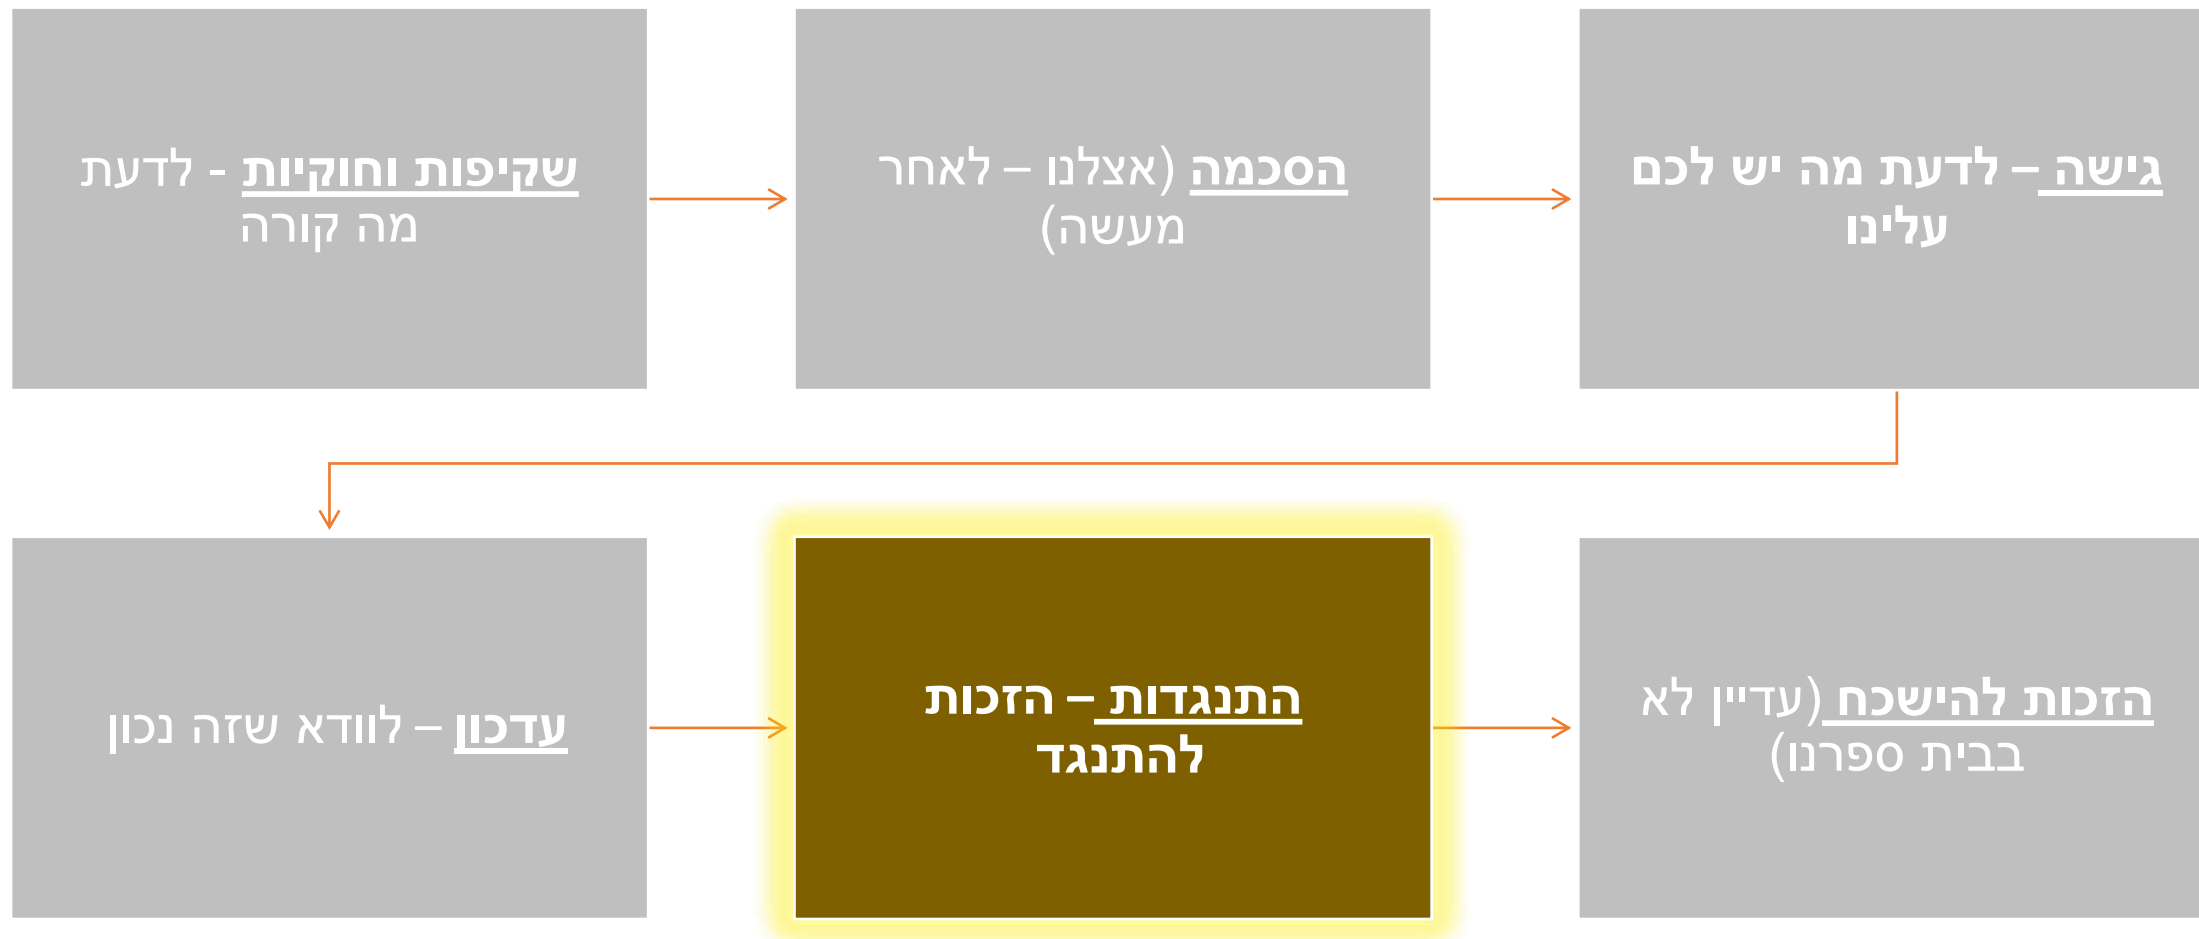 שקיפות וחוקיות - לדעת
מה קורה
הסכמה (אצלנו – לאחר
מעשה)
גישה – לדעת מה יש לכם
עלינו
עדכון – לוודא שזה נכון
התנגדות – הזכות
להתנגד
הזכות להישכח (עדיין לא
בבית ספרנו)